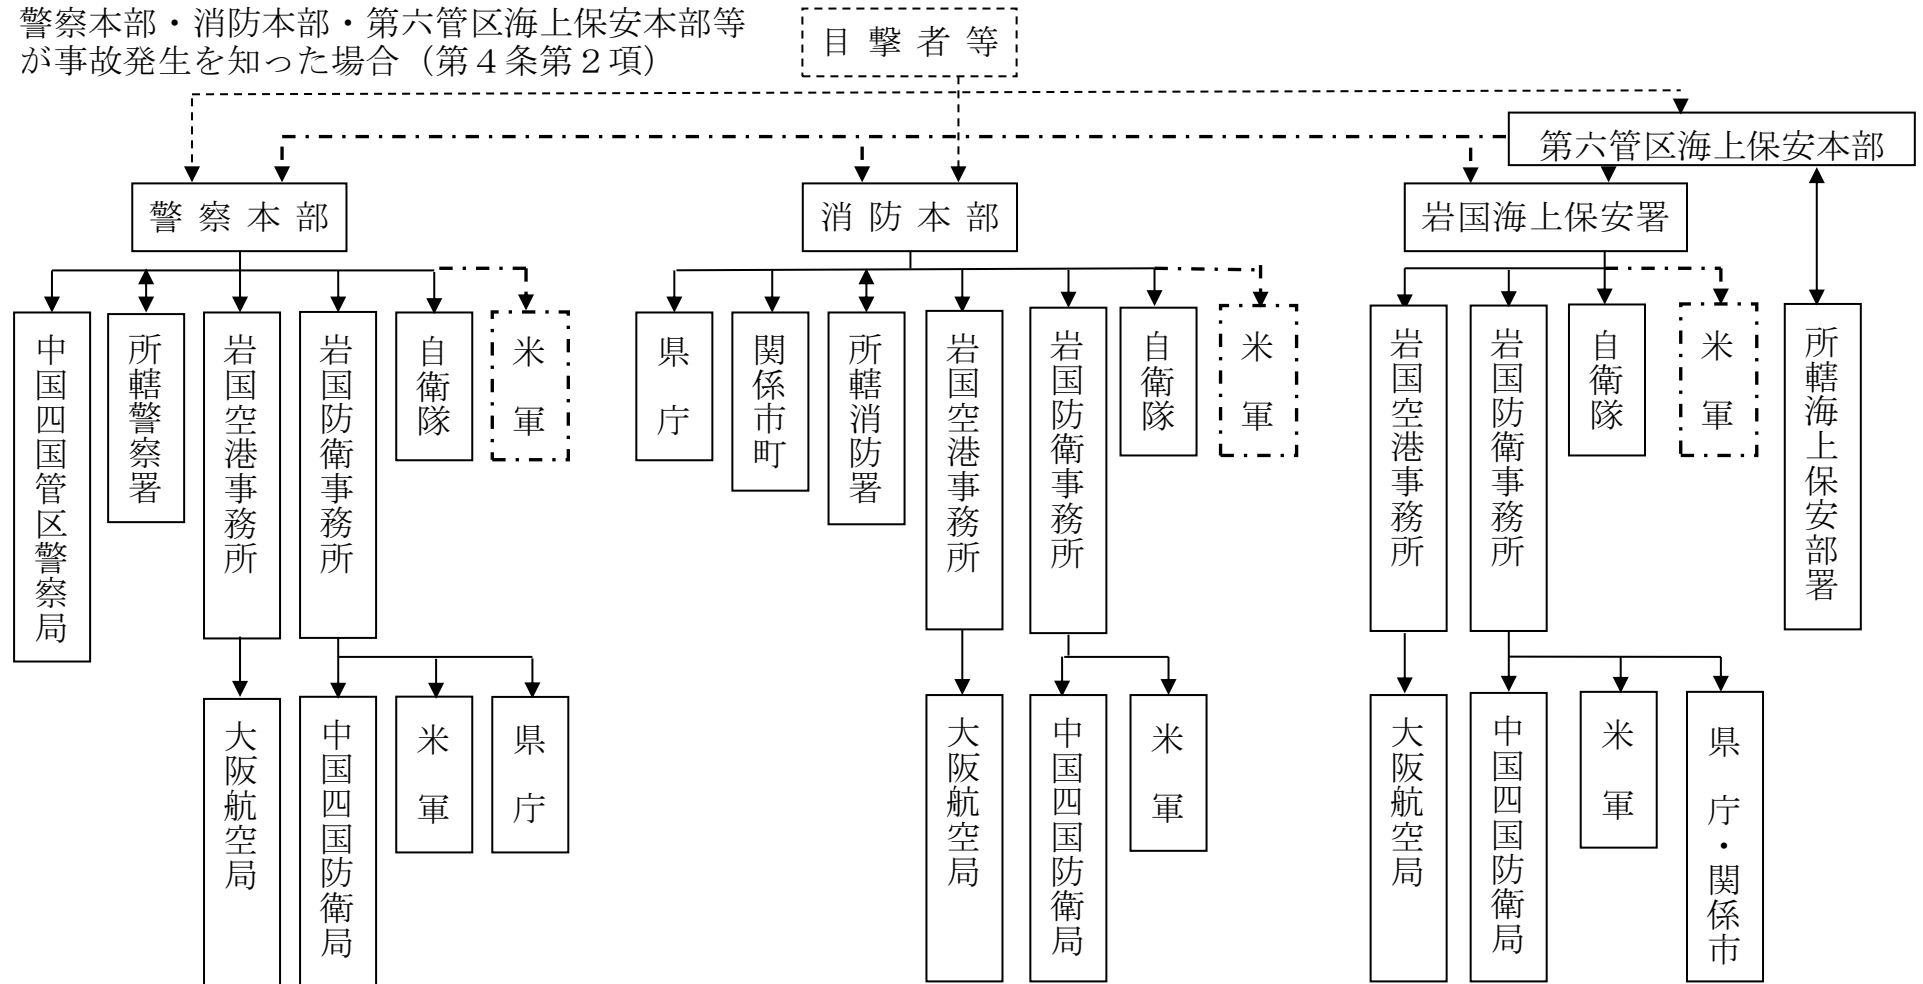 警察本部・消防本部・第六管区海上保安本部等
が事故発生を知った場合（第４条第２項）
目撃者等
第六管区海上保安本部
警察本部
消防本部
岩国海上保安署
中国四国管区警察局
所轄警察署
岩国空港事務所
岩国防衛事務所
自衛隊
米軍
県庁
関係市町
所轄消防署
岩国空港事務所
岩国防衛事務所
自衛隊
米軍
岩国空港事務所
岩国防衛事務所
自衛隊
米軍
所轄海上保安部署
大阪航空局
中国四国防衛局
米軍
県庁
大阪航空局
中国四国防衛局
米軍
大阪航空局
中国四国防衛局
米軍
県庁・関係市